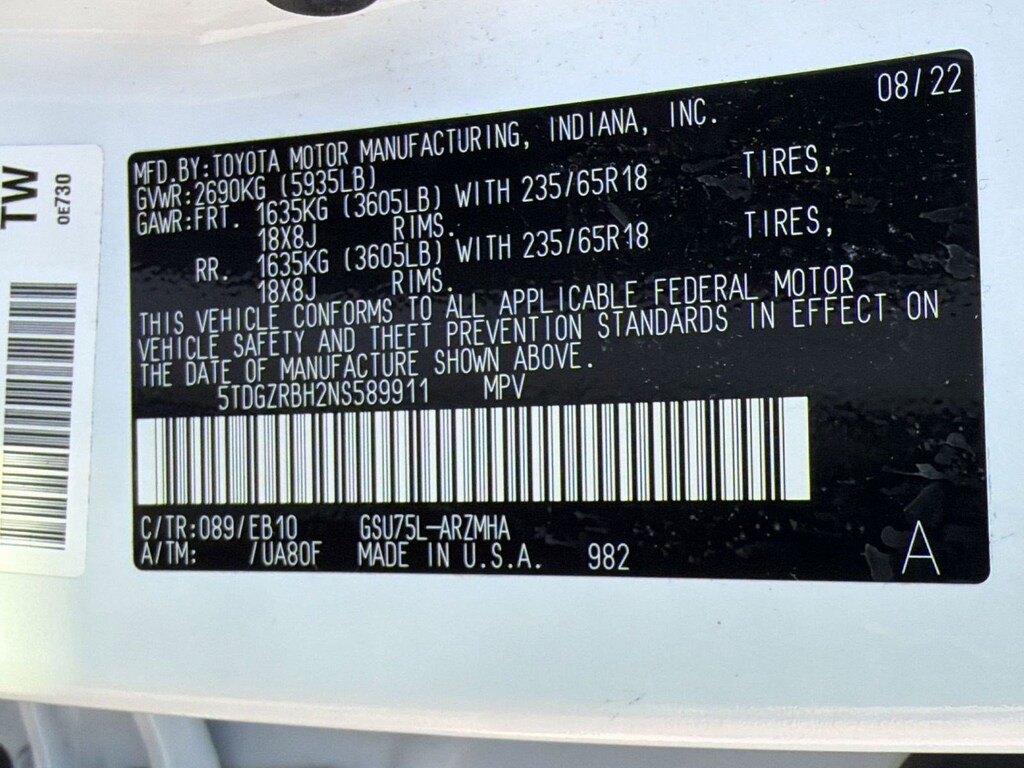 08/22
MFD.BY:TOYOTA MOTOR MANUFACTURING, INDIANA, INC.
GVWR:2690KG (5935LB)
GAWR:FRT. 1635KG (3605LB) WITH 235/65R18 TIRES,
18X8J RIMS.
RR. 1635KG (3605LB) WITH 235/65R18 TIRES,
18X8J RIMS.
THIS VEHICLE CONFORMS TO ALL APPLICABLE FEDERAL MOTOR
VEHICLE SAFETY AND THEFT PREVENTION STANDARDS IN EFFECT ON
THE DATE OF MANUFACTURE SHOWN ABOVE.
5TDGZRBH2NS589911 MPV
C/TR:089/EB10 GSU75L-ARZMHA
A/TM: /UA80F MADE IN U.S.A. 982 A
TW
0E730